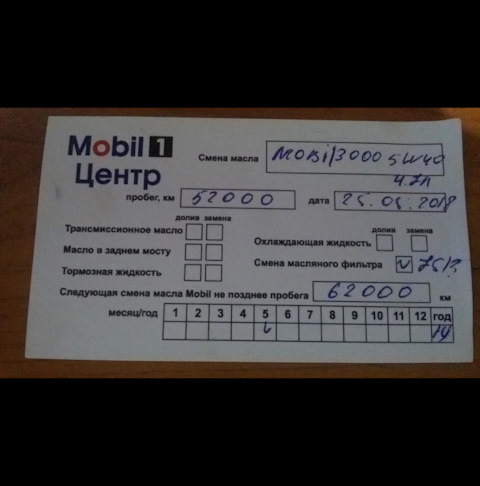 Mobil 1
Центр
Смена масла Mobil 3000 5W40
4.7л
пробег, км 52000 дата 25.05.2018
долив замена
Трансмиссионное масло
долив замена
Охлаждающая жидкость
Масло в заднем мосту
Смена масляного фильтра
Тормозная жидкость
Следующая смена масла Mobil не позднее пробега 62000 км
месяц/год 1 2 3 4 5 6 7 8 9 10 11 12 год
19